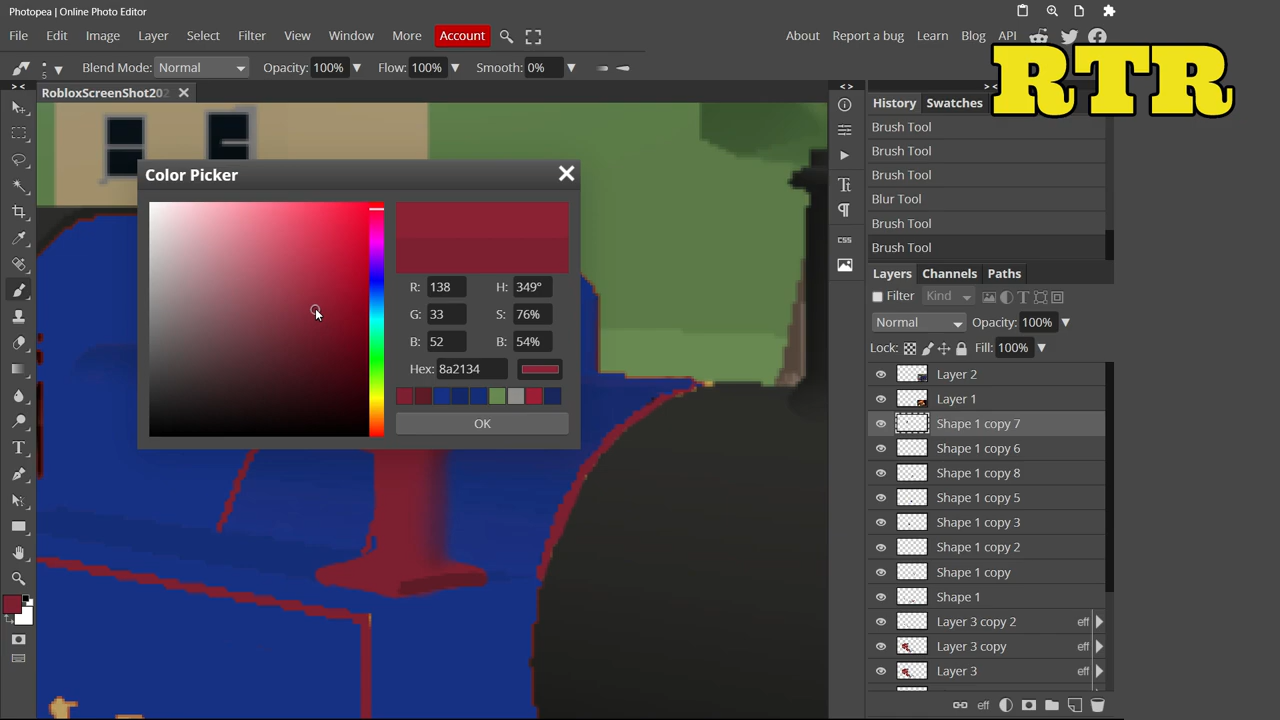 Photopea | Online Photo Editor
File Edit Image Layer Select Filter View Window More Account
About Report a bug Learn Blog API
RTR
5 Blend Mode: Normal Opacity: 100% Flow: 100% Smooth: 0%
> < < > > <
RobloxScreenShot202
History Swatches
Brush Tool
Brush Tool
Brush Tool
Blur Tool
Brush Tool
Brush Tool
Color Picker
R: 138 H: 349°
G: 33 S: 76%
B: 52 B: 54%
Hex: 8a2134
OK
CSS
Layers Channels Paths
Filter Kind
Normal Opacity: 100%
Lock: Fill: 100%
Layer 2
Layer 1
Shape 1 copy 7
Shape 1 copy 6
Shape 1 copy 8
Shape 1 copy 5
Shape 1 copy 3
Shape 1 copy 2
Shape 1 copy
Shape 1
Layer 3 copy 2 eff
Layer 3 copy eff
Layer 3 eff
eff